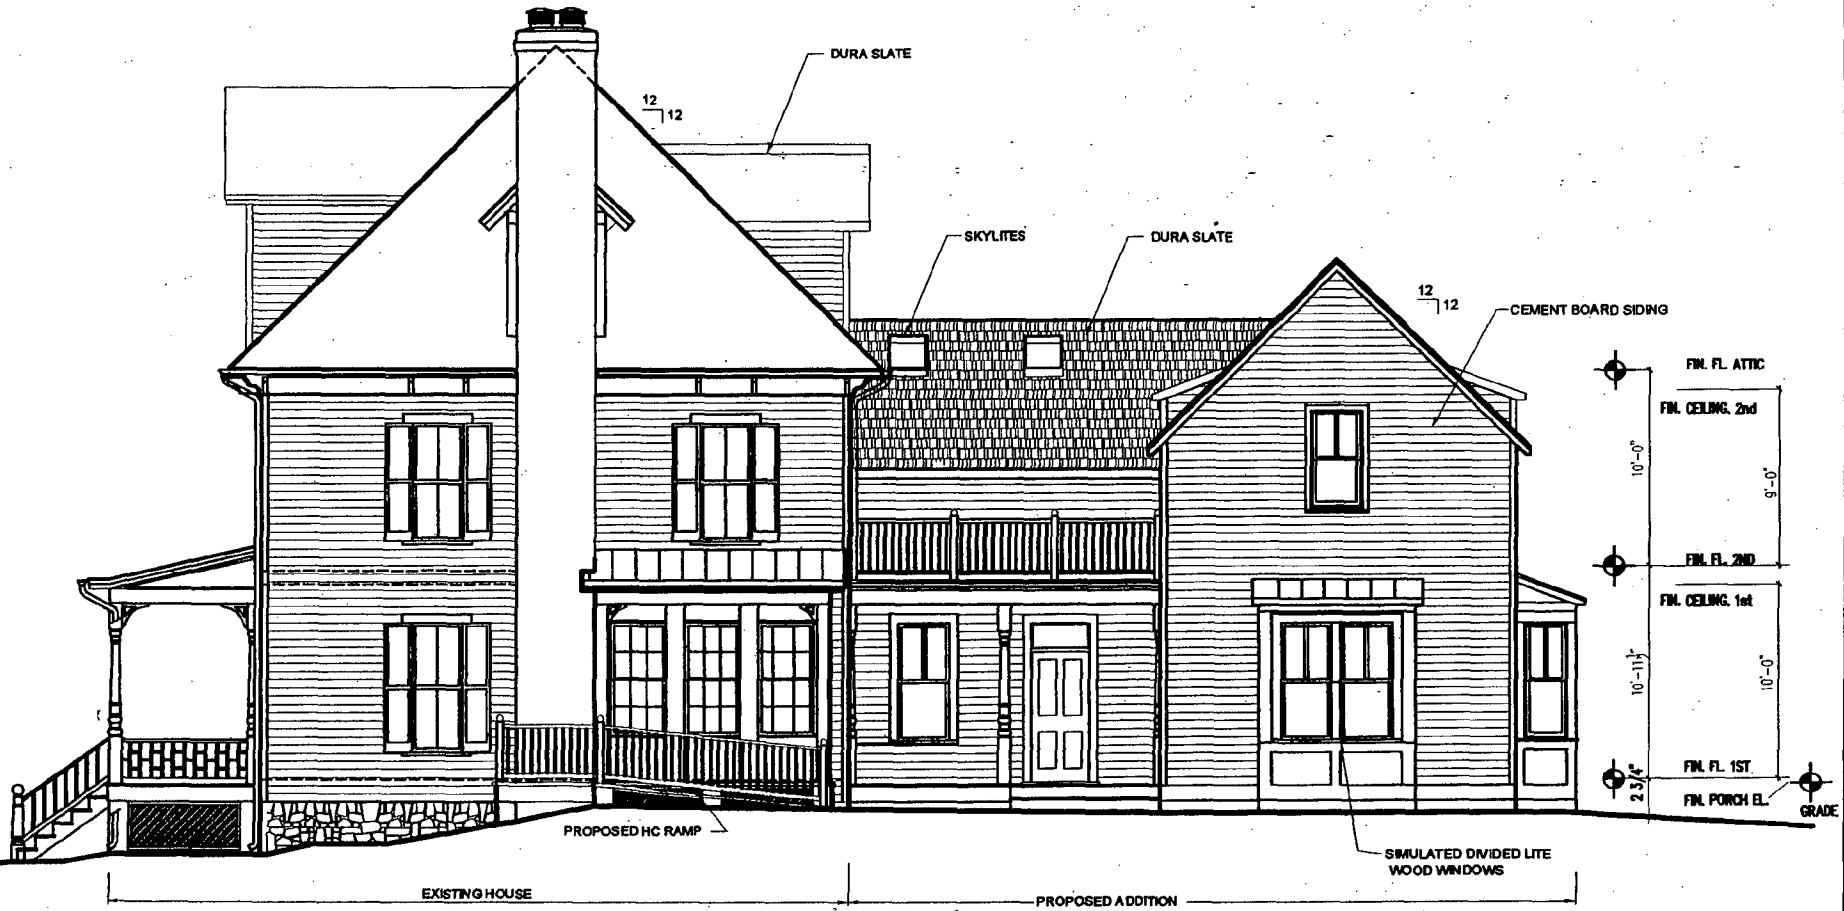 DURA SLATE
12
12
SKYLITES
DURA SLATE
12
12
CEMENT BOARD SIDING
FIN. FL. ATTIC
FIN. CEILING. 2nd
10'-0"
9'-0"
FIN. FL. 2ND
FIN. CEILING. 1st
10'-11½"
10'-0"
FIN. FL. 1ST
2 3/4"
FIN. PORCH EL.
GRADE
PROPOSED HC RAMP
SIMULATED DIVIDED LITE
WOOD WINDOWS
EXISTING HOUSE
PROPOSED ADDITION